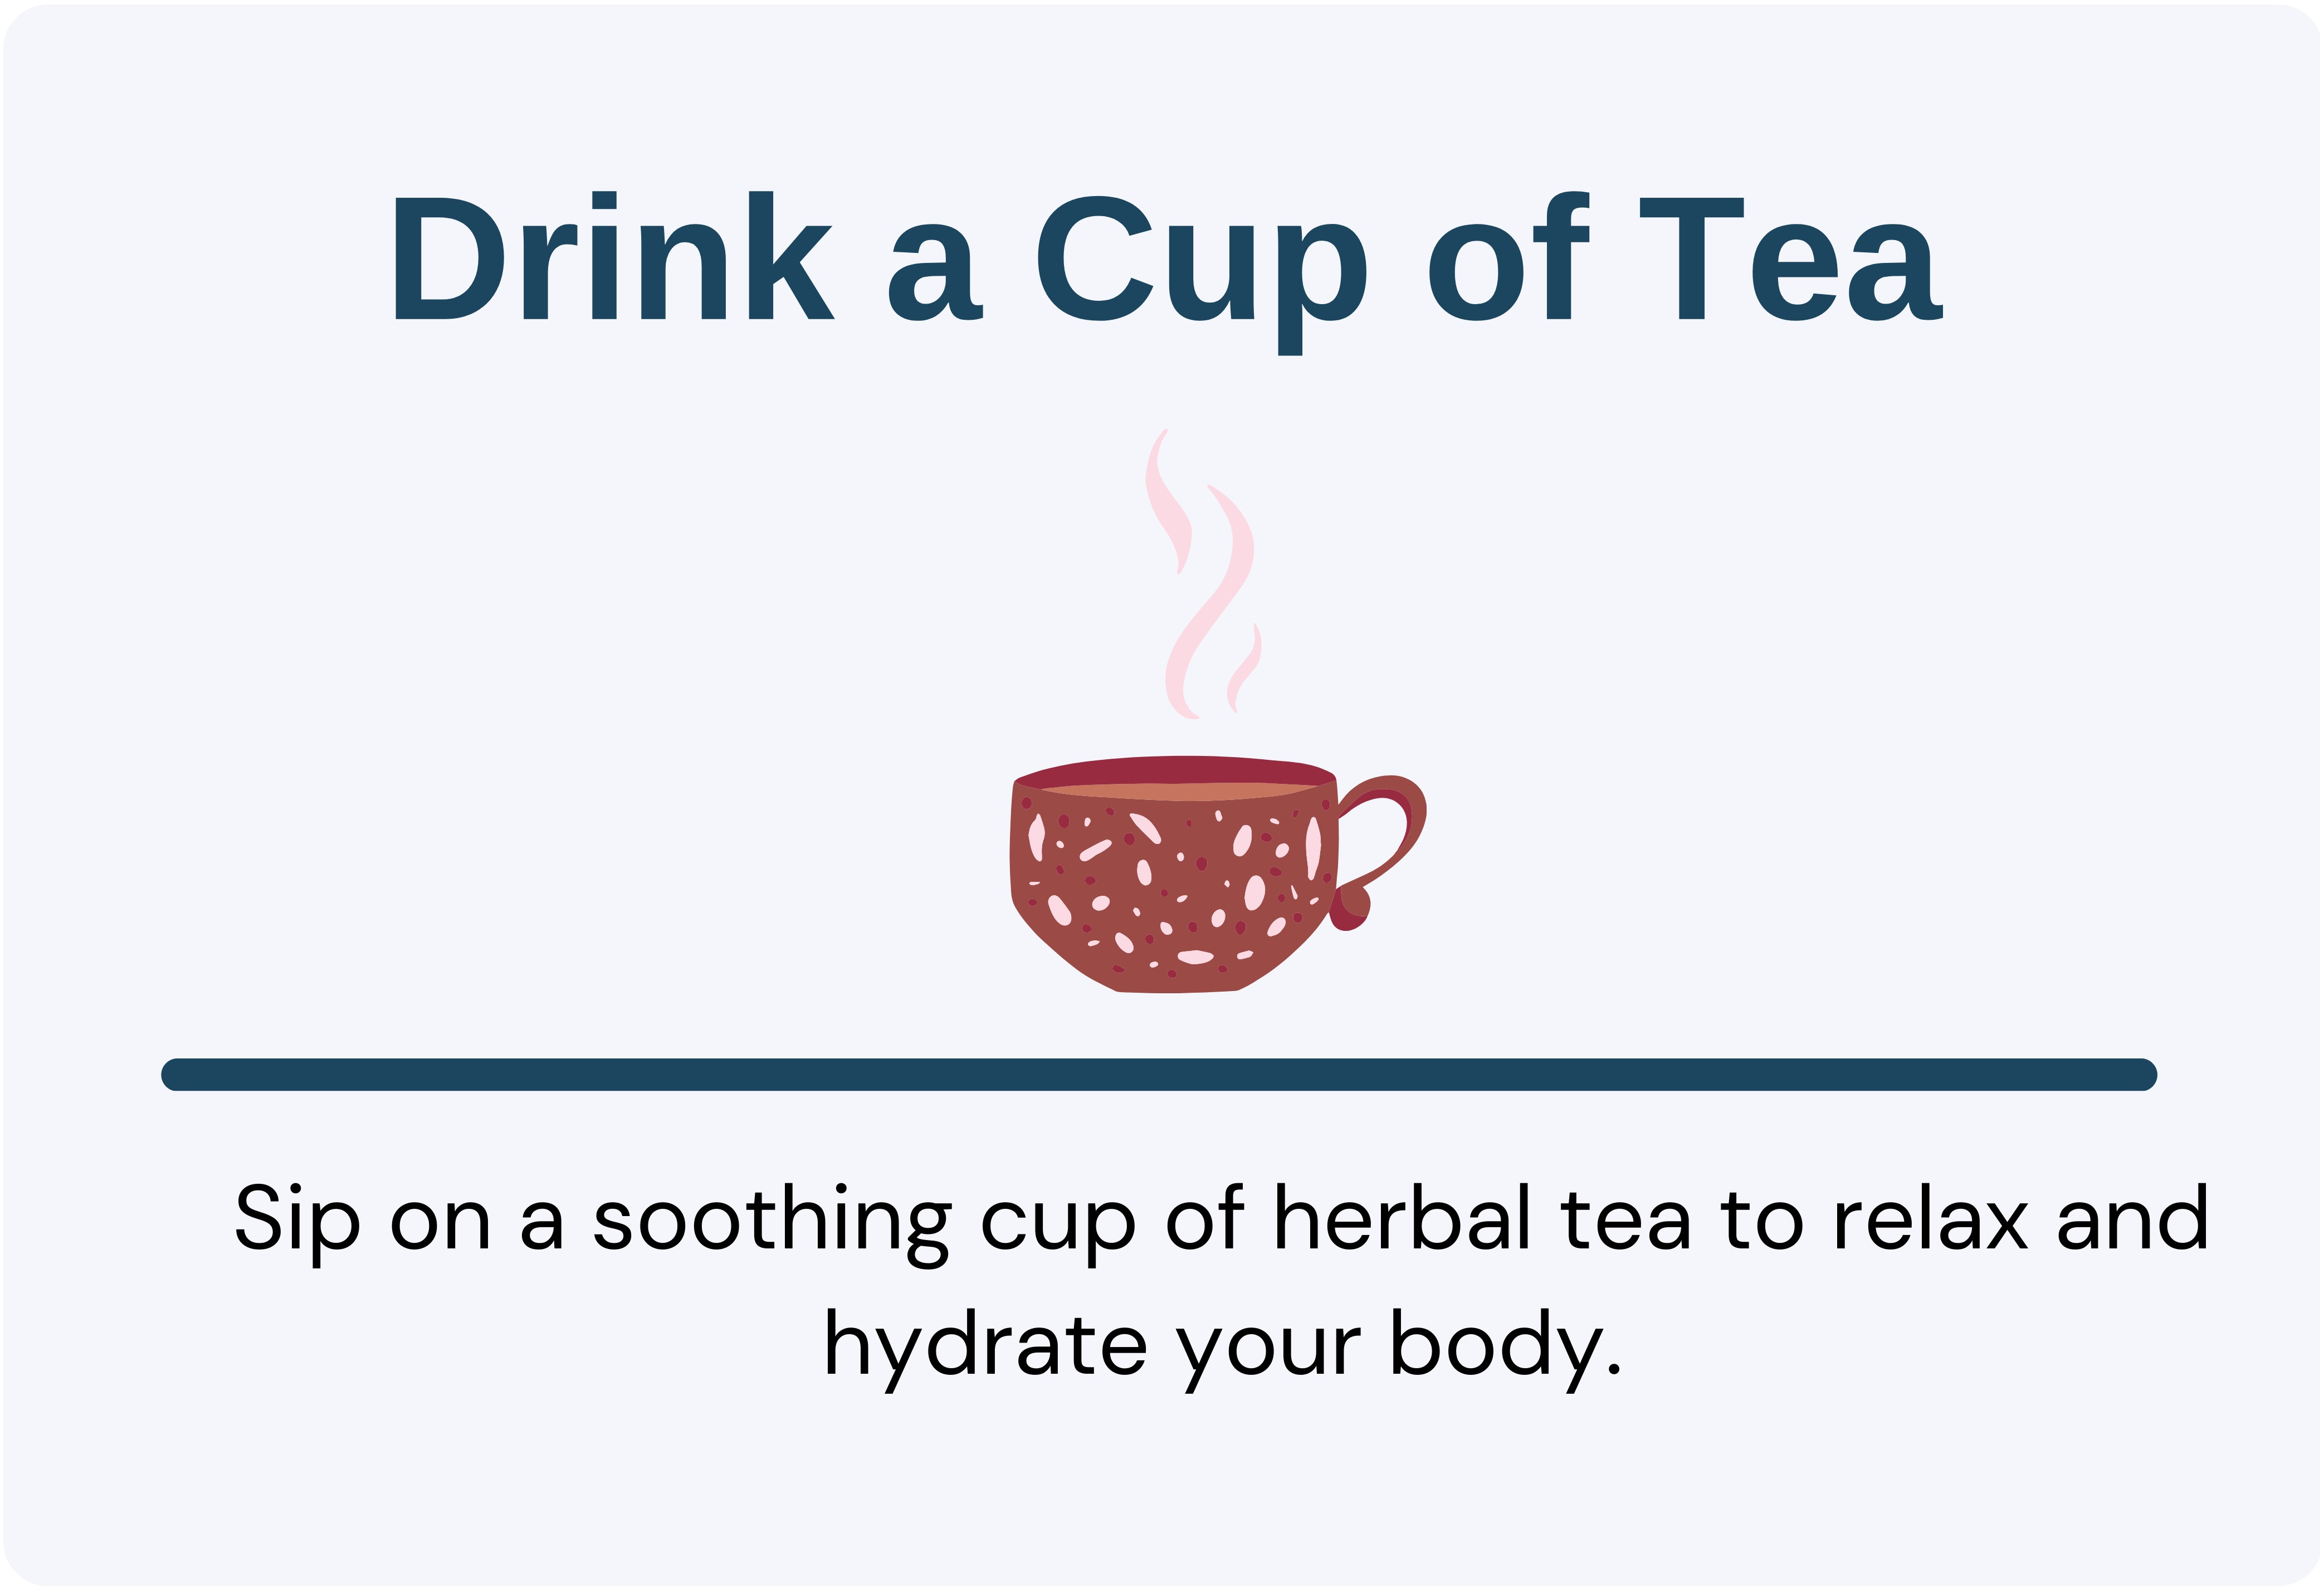 Drink a Cup of Tea
Sip on a soothing cup of herbal tea to relax and
hydrate your body.